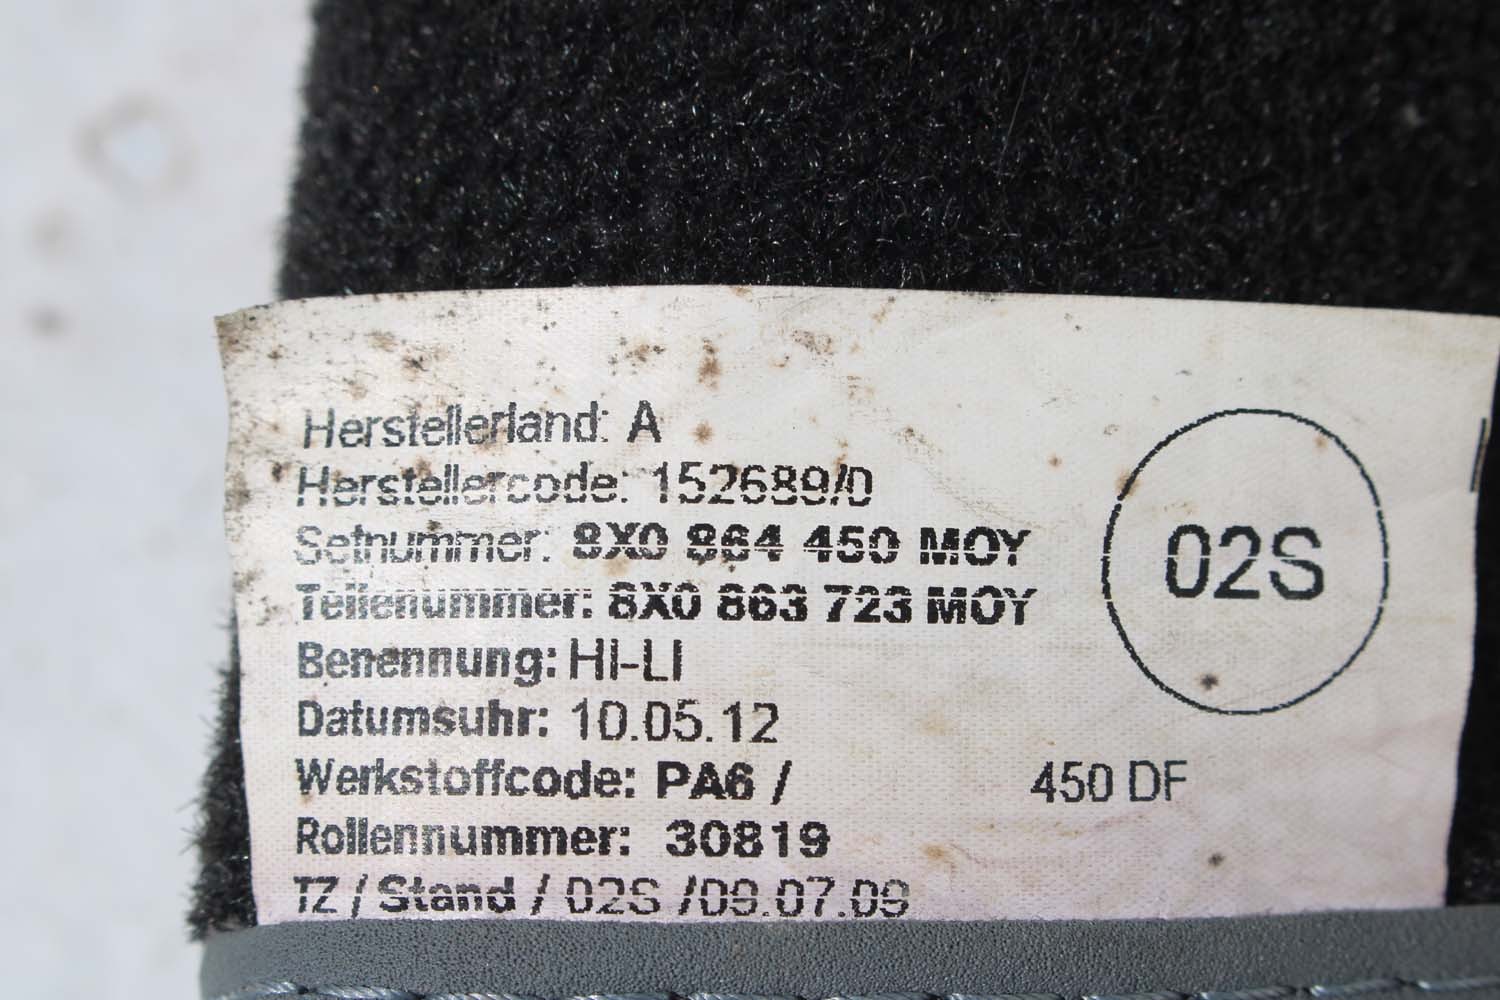 Herstellerland: A
Herstellercode: 152689/0
Setnummer: 8X0 864 450 MOY
Teilenummer: 8X0 863 723 MOY
Benennung: HI-LI
Datumsuhr: 10.05.12
Werkstoffcode: PA6 / 450 DF
Rollennummer: 30819
TZ / Stand / 02S /09.07.09
02S